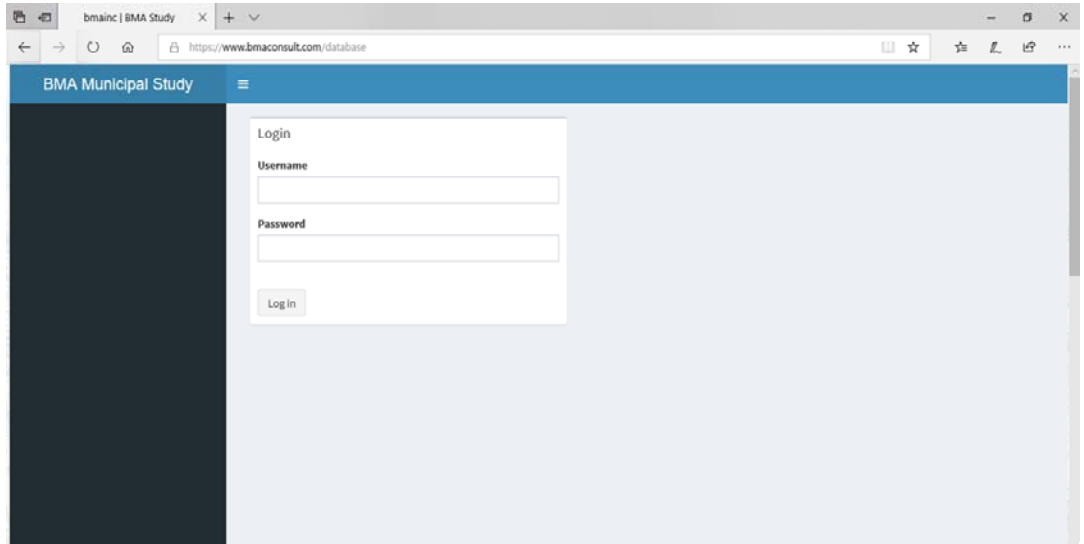 bmainc | BMA Study
https://www.bmaconsult.com/database
BMA Municipal Study
Login
Username
Password
Log in